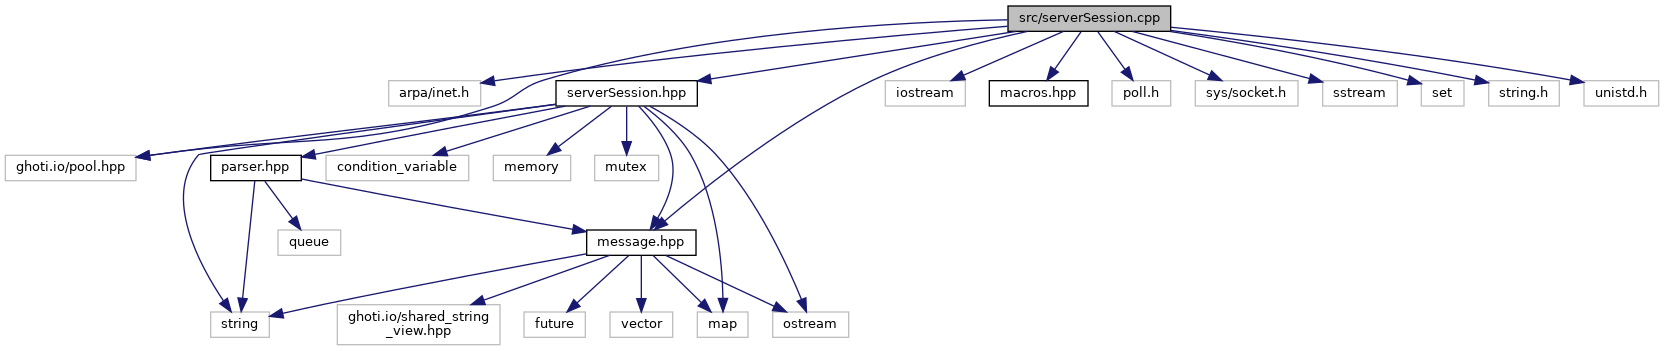 src/serverSession.cpp
arpa/inet.h
serverSession.hpp
iostream
macros.hpp
poll.h
sys/socket.h
sstream
set
string.h
unistd.h
ghoti.io/pool.hpp
parser.hpp
condition_variable
memory
mutex
queue
message.hpp
string
ghoti.io/shared_string
_view.hpp
future
vector
map
ostream